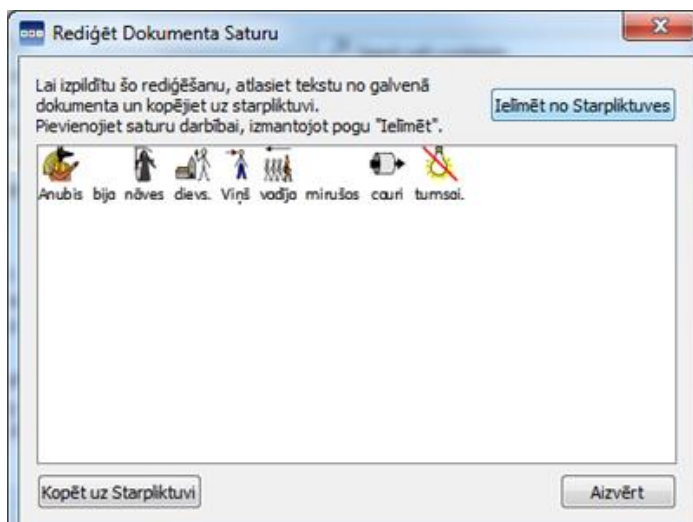 Rediģēt Dokumenta Saturu
Lai izpildītu šo rediģēšanu, atlasiet tekstu no galvenā
dokumenta un kopējiet uz starpliktuvi.
Pievienojiet saturu darbībai, izmantojot pogu "Ielīmēt".
Ielīmēt no Starpliktuves
Anubis bija nāves dievs. Viņš vadīja mirušos cauri tumsai.
Kopēt uz Starpliktuvi
Aizvērt